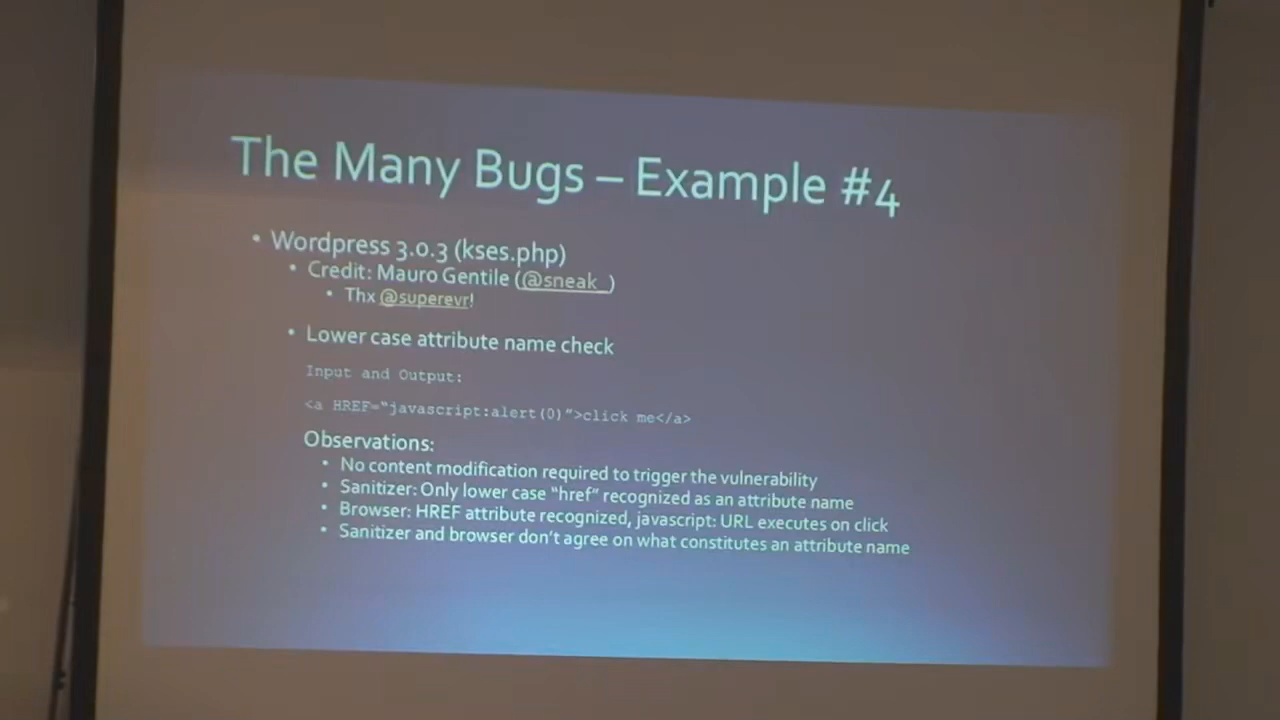 The Many Bugs – Example #4
• Wordpress 3.0.3 (kses.php)
• Credit: Mauro Gentile (@sneak_)
• Thx @superevr!
• Lower case attribute name check
Input and Output:
<a HREF="javascript:alert(0)">click me</a>
Observations:
• No content modification required to trigger the vulnerability
• Sanitizer: Only lower case "href" recognized as an attribute name
• Browser: HREF attribute recognized, javascript: URL executes on click
• Sanitizer and browser don't agree on what constitutes an attribute name